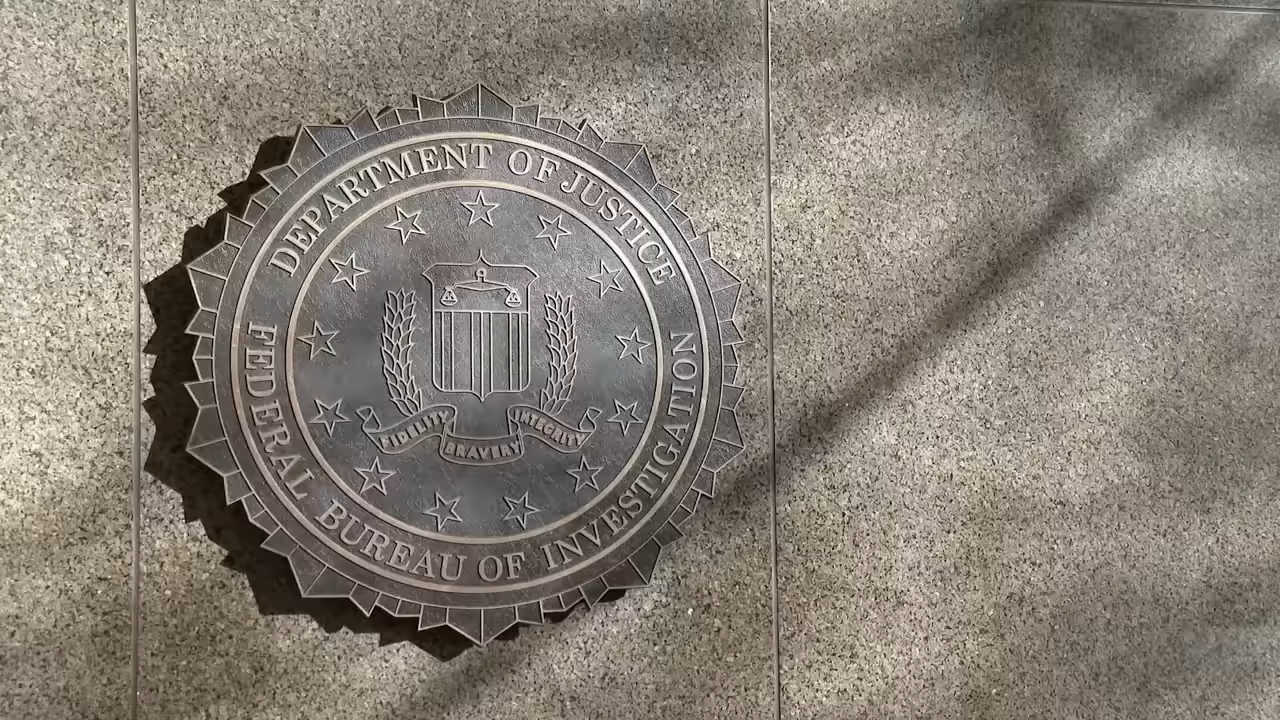 DEPARTMENT OF JUSTICE
FIDELITY
BRAVERY
INTEGRITY
FEDERAL BUREAU OF INVESTIGATION